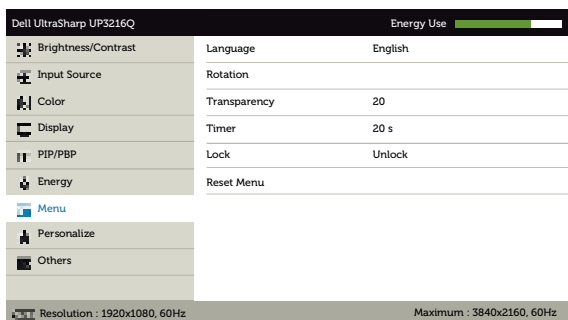 Dell UltraSharp UP3216Q Energy Use
Brightness/Contrast Language English
Input Source Rotation
Color Transparency 20
Display Timer 20 s
PIP/PBP Lock Unlock
Energy Reset Menu
Menu
Personalize
Others
Resolution : 1920x1080, 60Hz Maximum : 3840x2160, 60Hz